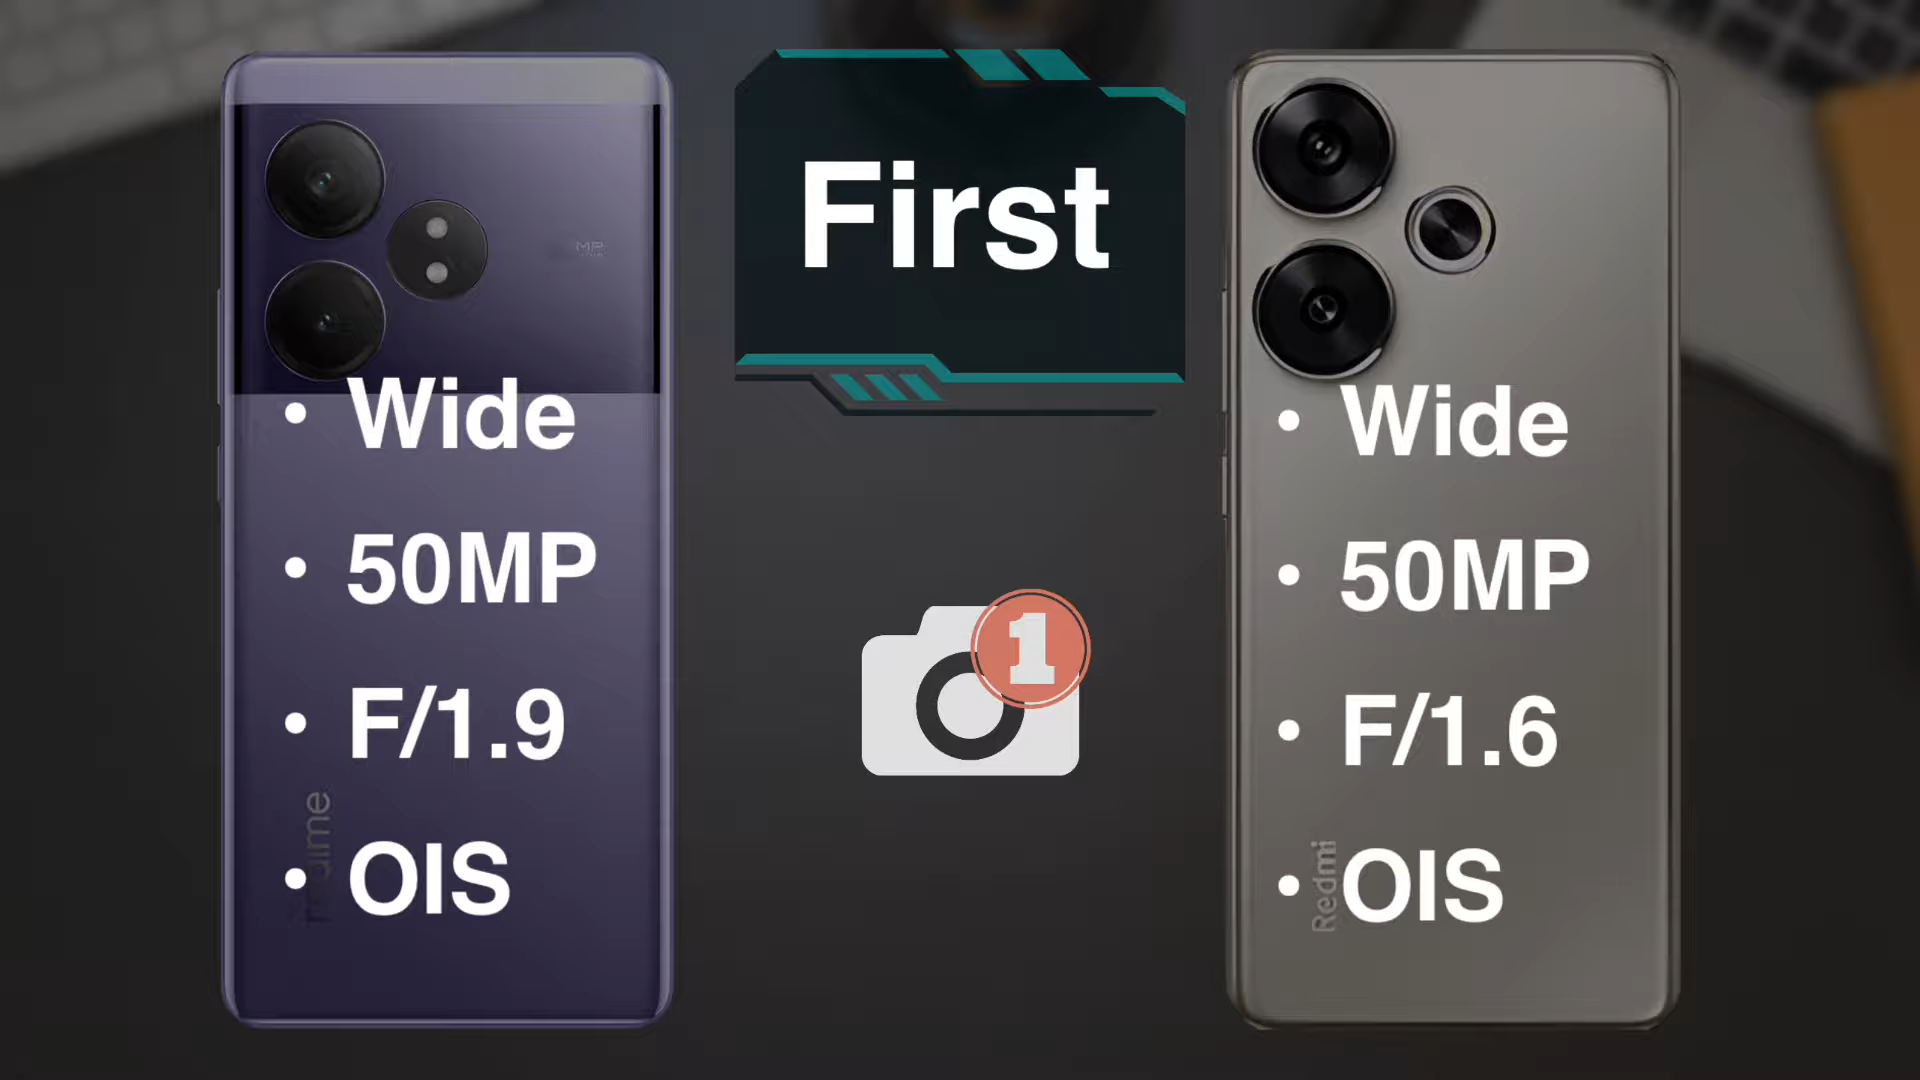 First
Wide
50MP
F/1.9
OIS
realme
1
Wide
50MP
F/1.6
OIS
Redmi